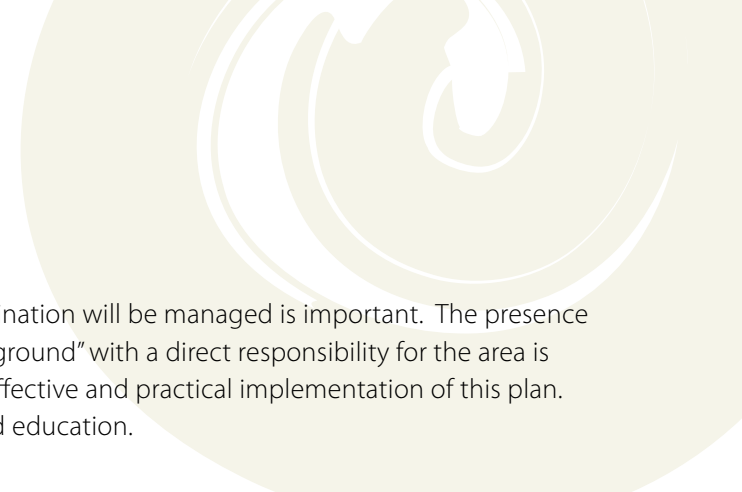 nation will be managed is important. The presence
ground” with a direct responsibility for the area is
ffective and practical implementation of this plan.
d education.